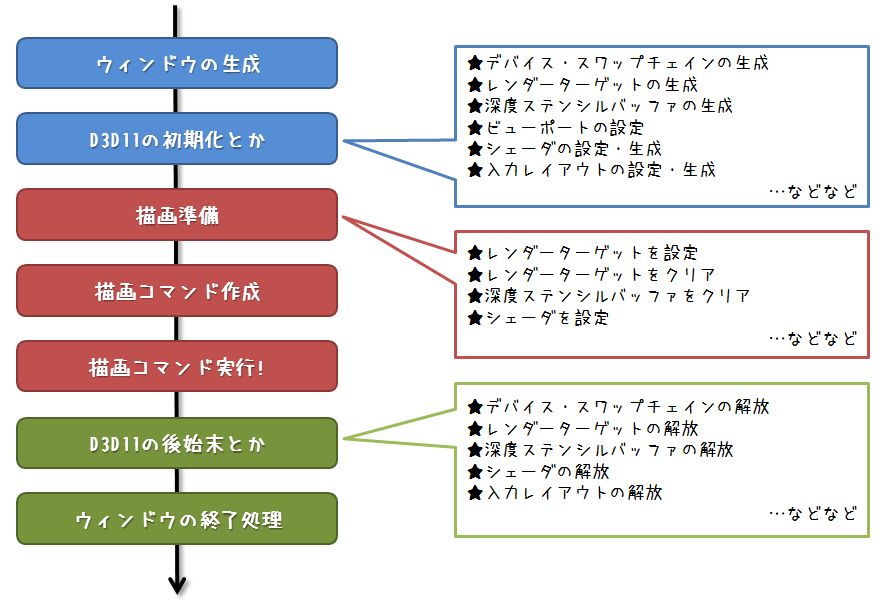 ウィンドウの生成
D3D11の初期化とか
★デバイス・スワップチェインの生成
★レンダーターゲットの生成
★深度ステンシルバッファの生成
★ビューポートの設定
★シェーダの設定・生成
★入力レイアウトの設定・生成
…などなど
描画準備
★レンダーターゲットを設定
★レンダーターゲットをクリア
★深度ステンシルバッファをクリア
★シェーダを設定
…などなど
描画コマンド作成
描画コマンド実行!
D3D11の後始末とか
★デバイス・スワップチェインの解放
★レンダーターゲットの解放
★深度ステンシルバッファの解放
★シェーダの解放
★入力レイアウトの解放
…などなど
ウィンドウの終了処理